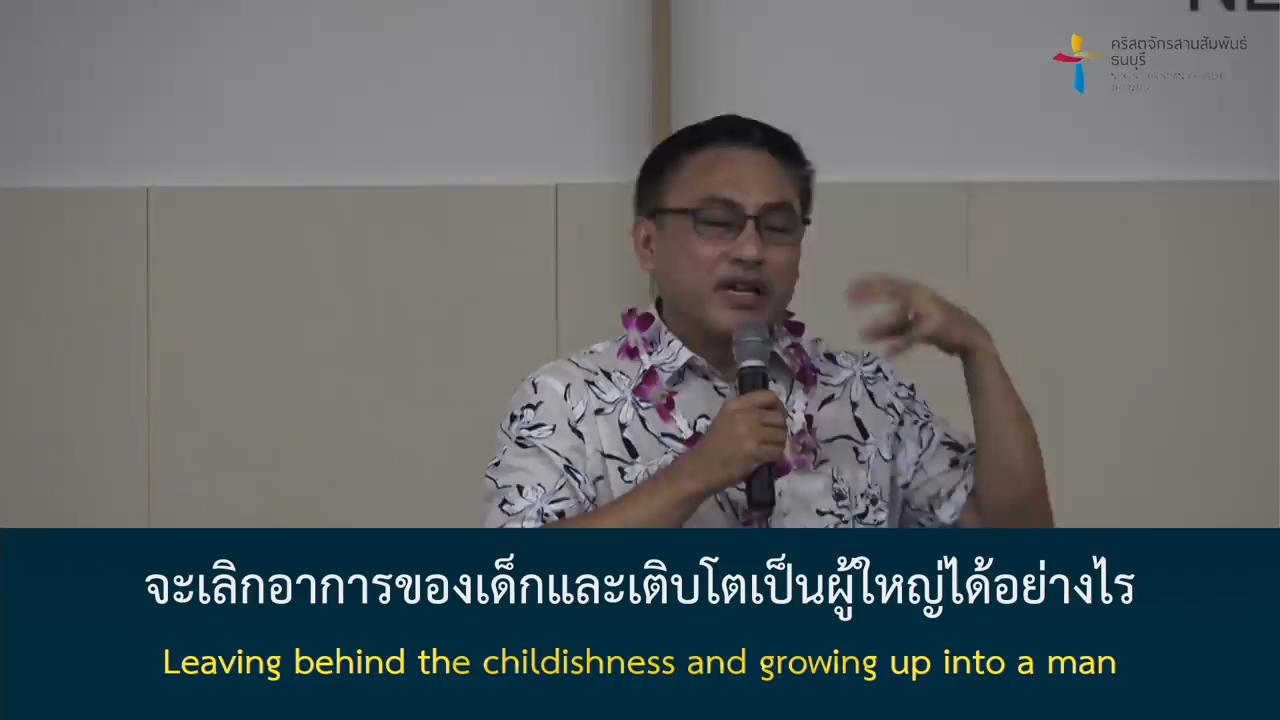 คริสตจักรสานสัมพันธ์
ธนบุรี
จะเลิกอาการของเด็กและเติบโตเป็นผู้ใหญ่ได้อย่างไร
Leaving behind the childishness and growing up into a man